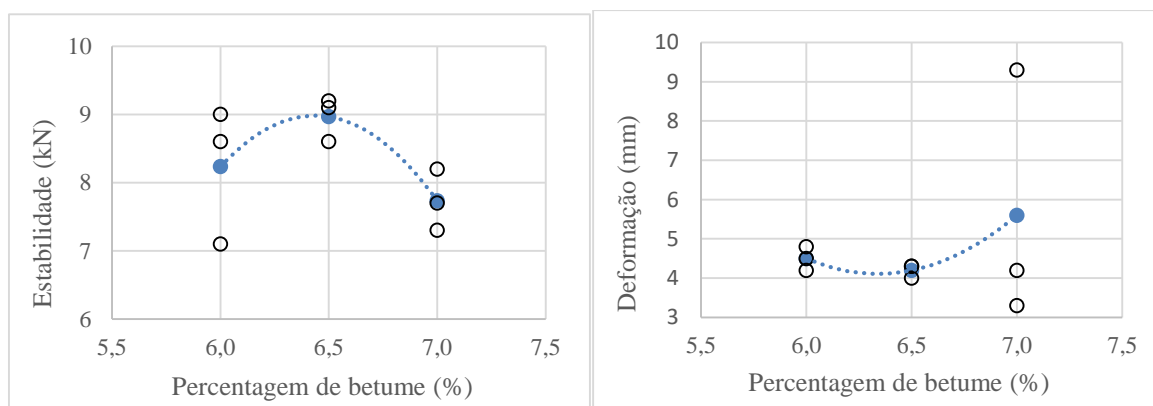 Estabilidade (kN)
10
9
8
7
6
5,5 6,0 6,5 7,0 7,5
Percentagem de betume (%)
Deformação (mm)
10
9
8
7
6
5
4
3
5,5 6,0 6,5 7,0 7,5
Percentagem de betume (%)